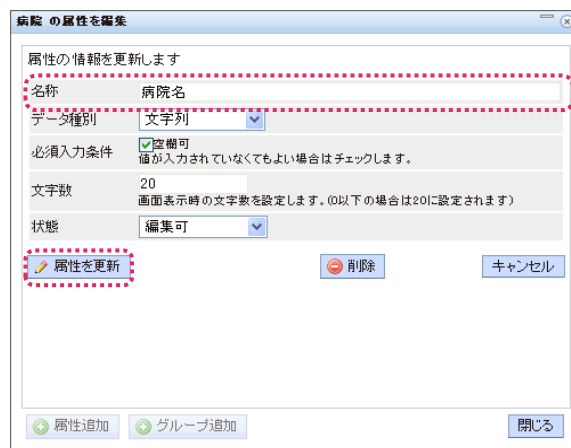 病院 の属性を編集
属性の情報を更新します
名称 病院名
データ種別 文字列
必須入力条件 空欄可
値が入力されていなくてもよい場合はチェックします。
文字数 20
画面表示時の文字数を設定します。(0以下の場合は20に設定されます)
状態 編集可
属性を更新 削除 キャンセル
属性追加 グループ追加 閉じる